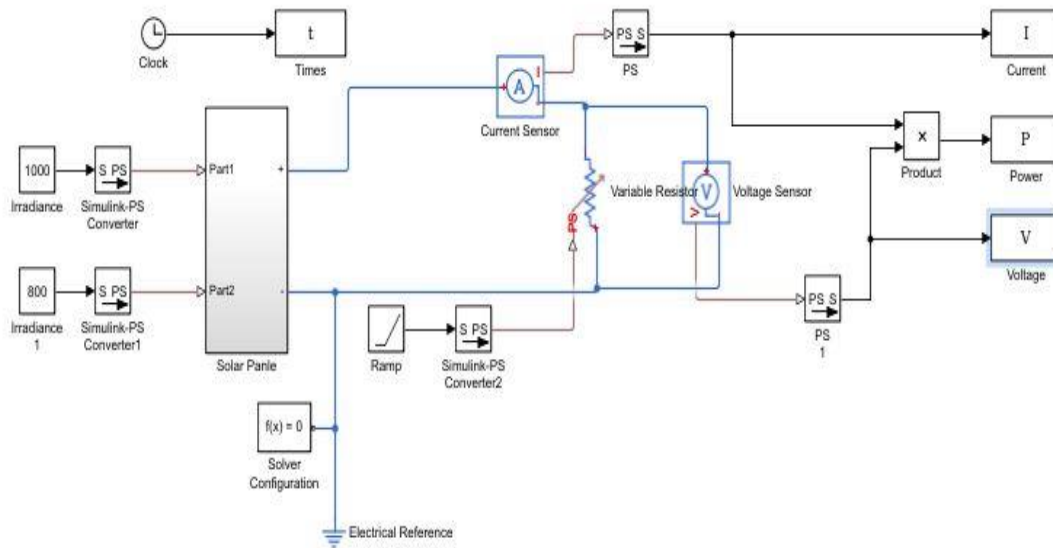 Clock
t
Times
PS S
PS
I
Current
A
I
Current Sensor
×
Product
P
Power
1000
Irradiance
S PS
Simulink-PS
Converter
Part1
+
Variable Resistor
PS
V
V
Voltage Sensor
V
Voltage
800
Irradiance
1
S PS
Simulink-PS
Converter1
Part2
-
Solar Panle
Ramp
S PS
Simulink-PS
Converter2
PS S
PS
1
f(x) = 0
Solver
Configuration
Electrical Reference